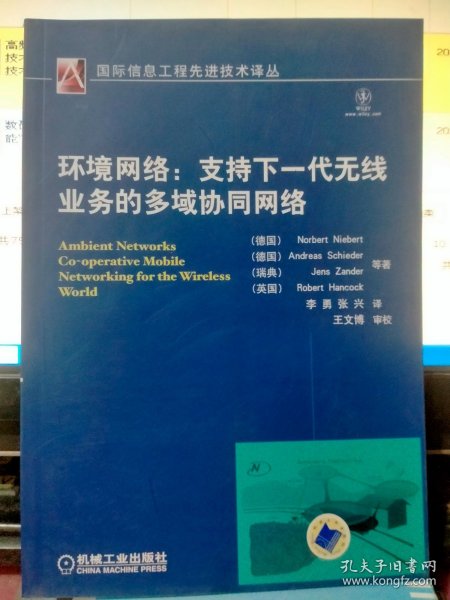 国际信息工程先进技术译丛
WILEY
www.wiley.com
环境网络：支持下一代无线
业务的多域协同网络
Ambient Networks
Co-operative Mobile
Networking for the Wireless
World
（德国） Norbert Niebert
（德国） Andreas Schieder
（瑞典） Jens Zander
（英国） Robert Hancock
等著
李勇 张兴 译
王文博 审校
机械工业出版社
CHINA MACHINE PRESS
孔夫子旧书网
www.kongfz.com